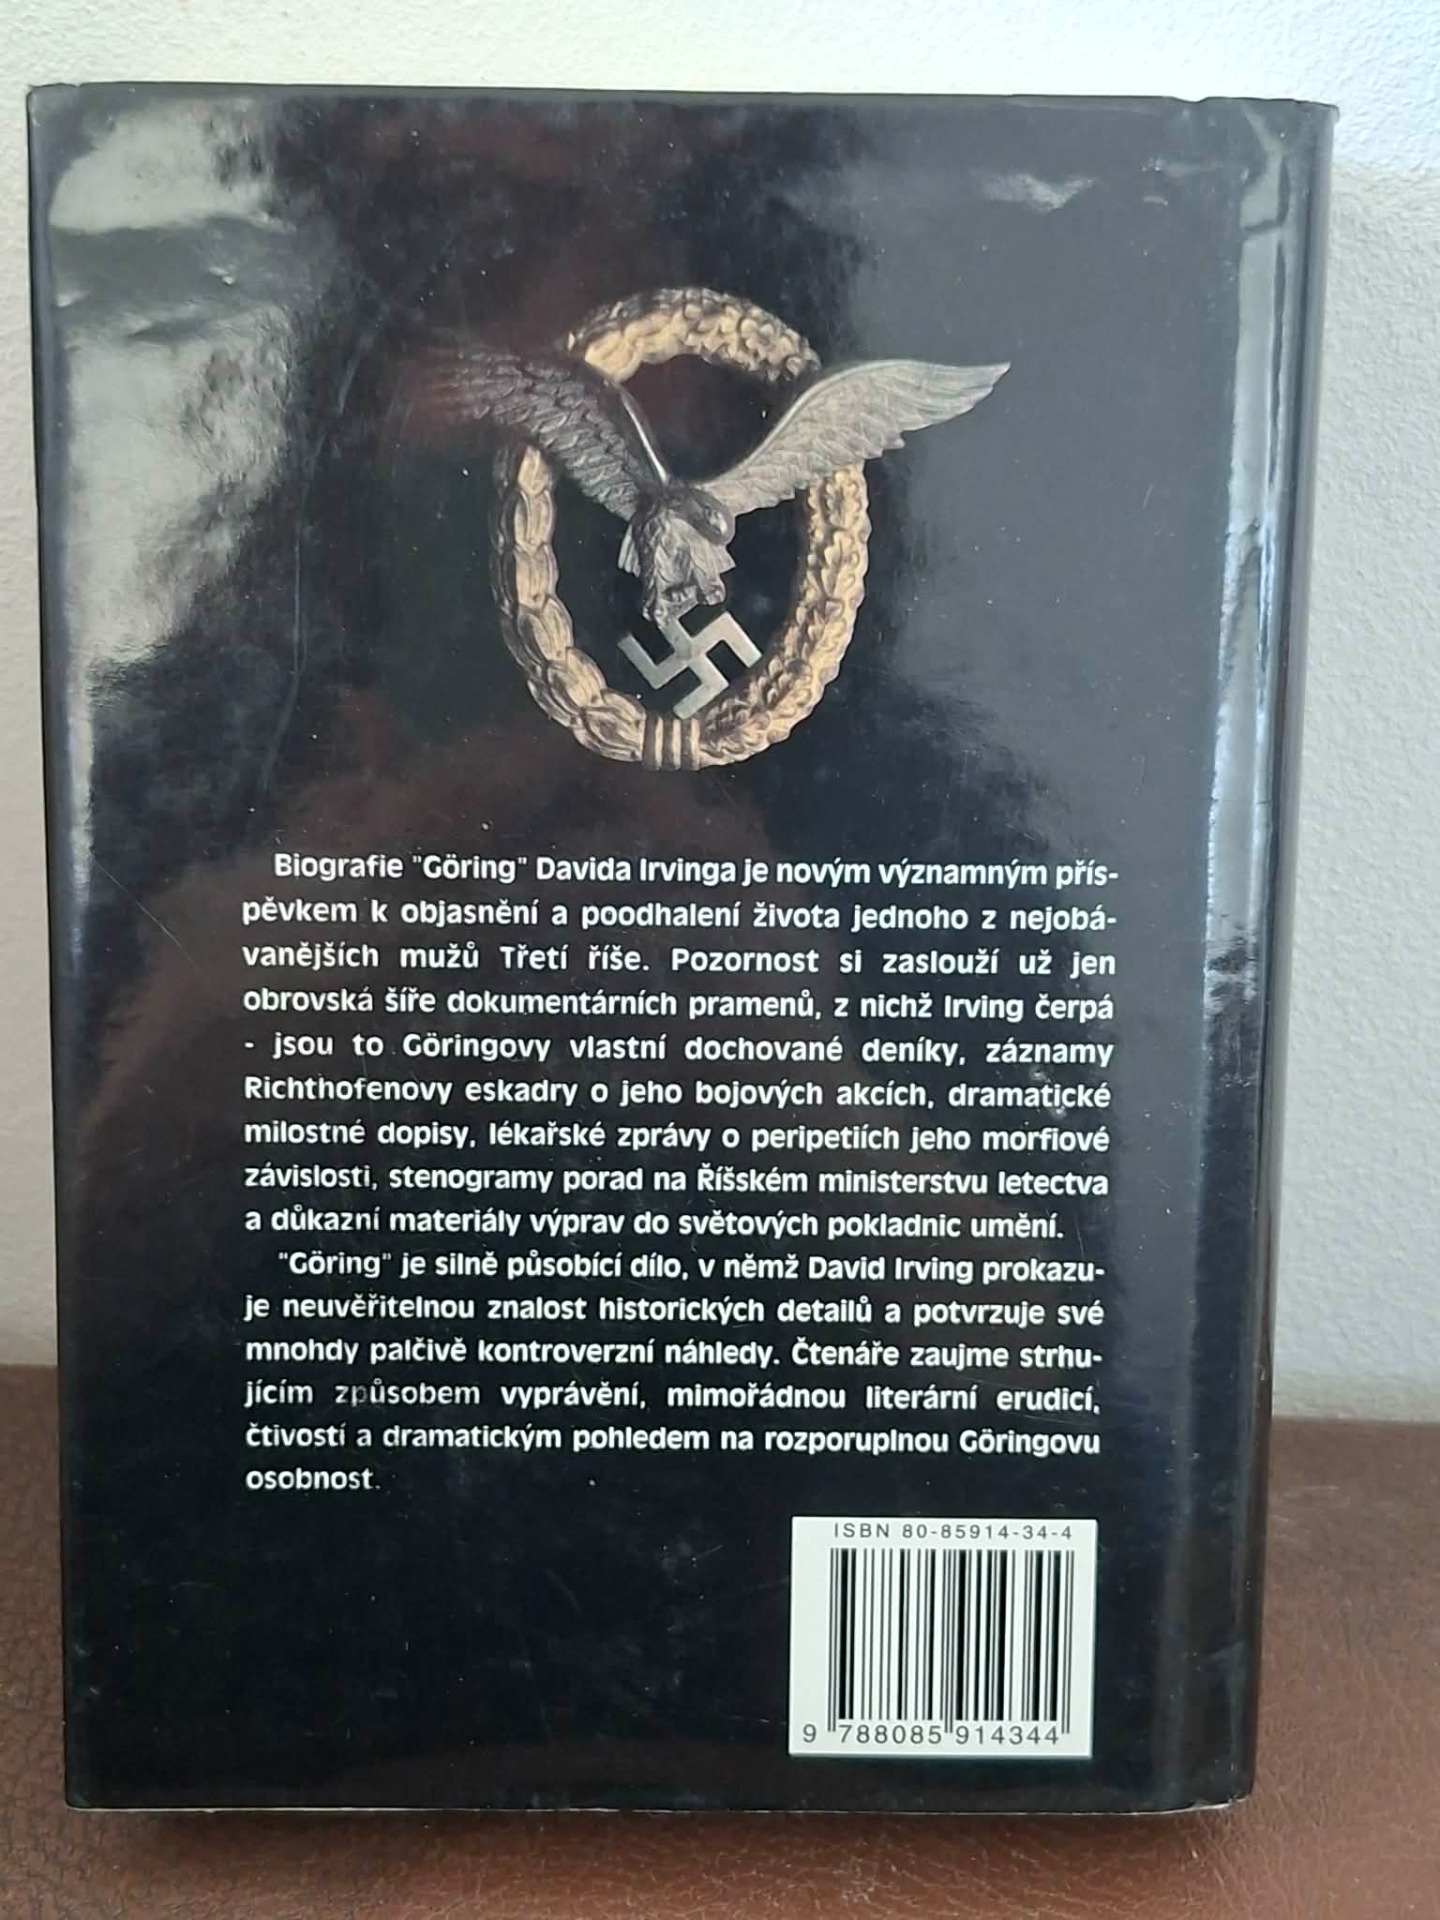 Biografie "Göring" Davida Irvinga je novým významným přís-
pěvkem k objasnění a poodhalení života jednoho z nejobá-
vanějších mužů Třetí říše. Pozornost si zaslouží už jen
obrovská šíře dokumentárních pramenů, z nichž Irving čerpá
- jsou to Göringovy vlastní dochované deníky, záznamy
Richthofenovy eskadry o jeho bojových akcích, dramatické
milostné dopisy, lékařské zprávy o peripetiích jeho morfiové
závislosti, stenogramy porad na Říšském ministerstvu letectva
a důkazní materiály výprav do světových pokladnic umění.
"Göring" je silně působící dílo, v němž David Irving prokazu-
je neuvěřitelnou znalost historických detailů a potvrzuje své
mnohdy palčivě kontroverzní náhledy. Čtenáře zaujme strhu-
jícím způsobem vyprávění, mimořádnou literární erudicí,
čtivostí a dramatickým pohledem na rozporuplnou Göringovu
osobnost.
ISBN 80-85914-34-4
9 788085 914344